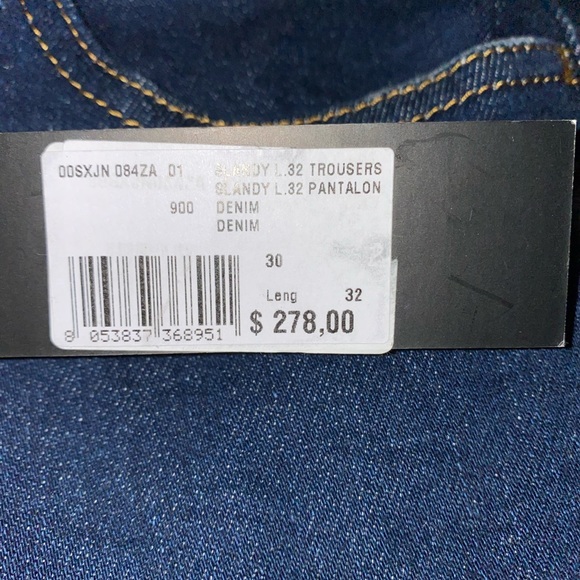 00SXJN 084ZA 01 SLANDY L.32 TROUSERS
SLANDY L.32 PANTALON
900 DENIM
DENIM
30
Leng 32
$ 278,00
8 053837 368951